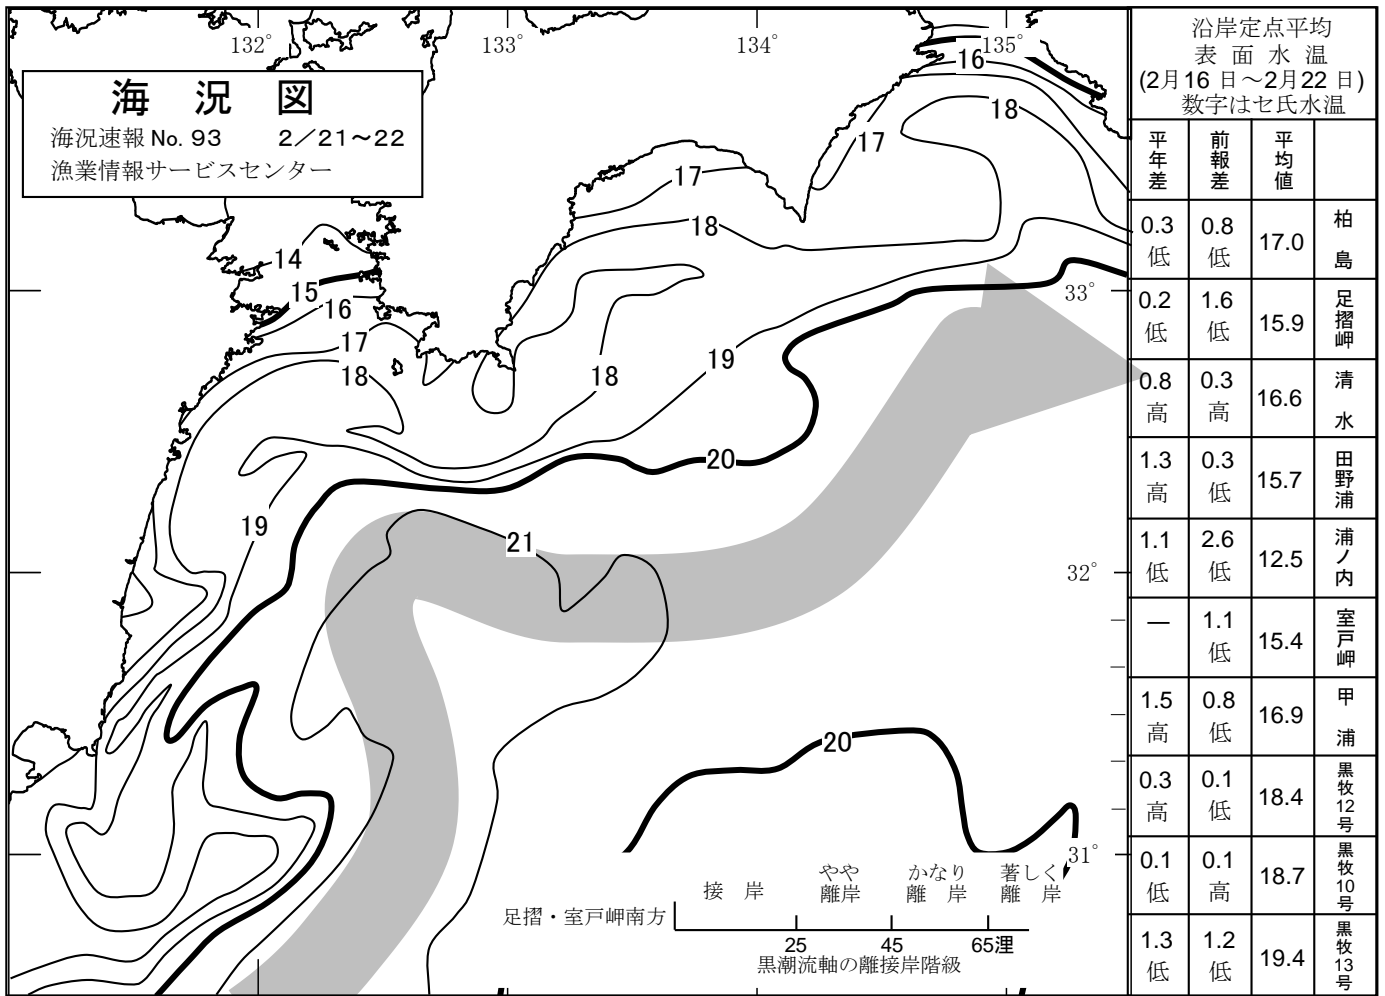 海況図
海況速報 No. 93 2／21～22
漁業情報サービスセンター
132°
133°
134°
135°
16
18
17
17
18
14
15
16
17
18
18
19
33°
20
19
21
32°
20
31°
接岸
やや離岸
かなり離岸
著しく離岸
足摺・室戸岬南方
25 45 65浬
黒潮流軸の離接岸階級
沿岸定点平均
表面水温
(2月16日～2月22日)
数字はセ氏水温
平年差 前報差 平均値
0.3低 0.8低 17.0 柏島
0.2低 1.6低 15.9 足摺岬
0.8高 0.3高 16.6 清水
1.3高 0.3低 15.7 田野浦
1.1低 2.6低 12.5 浦ノ内
― 1.1低 15.4 室戸岬
1.5高 0.8低 16.9 甲浦
0.3高 0.1低 18.4 黒牧12号
0.1低 0.1高 18.7 黒牧10号
1.3低 1.2低 19.4 黒牧13号